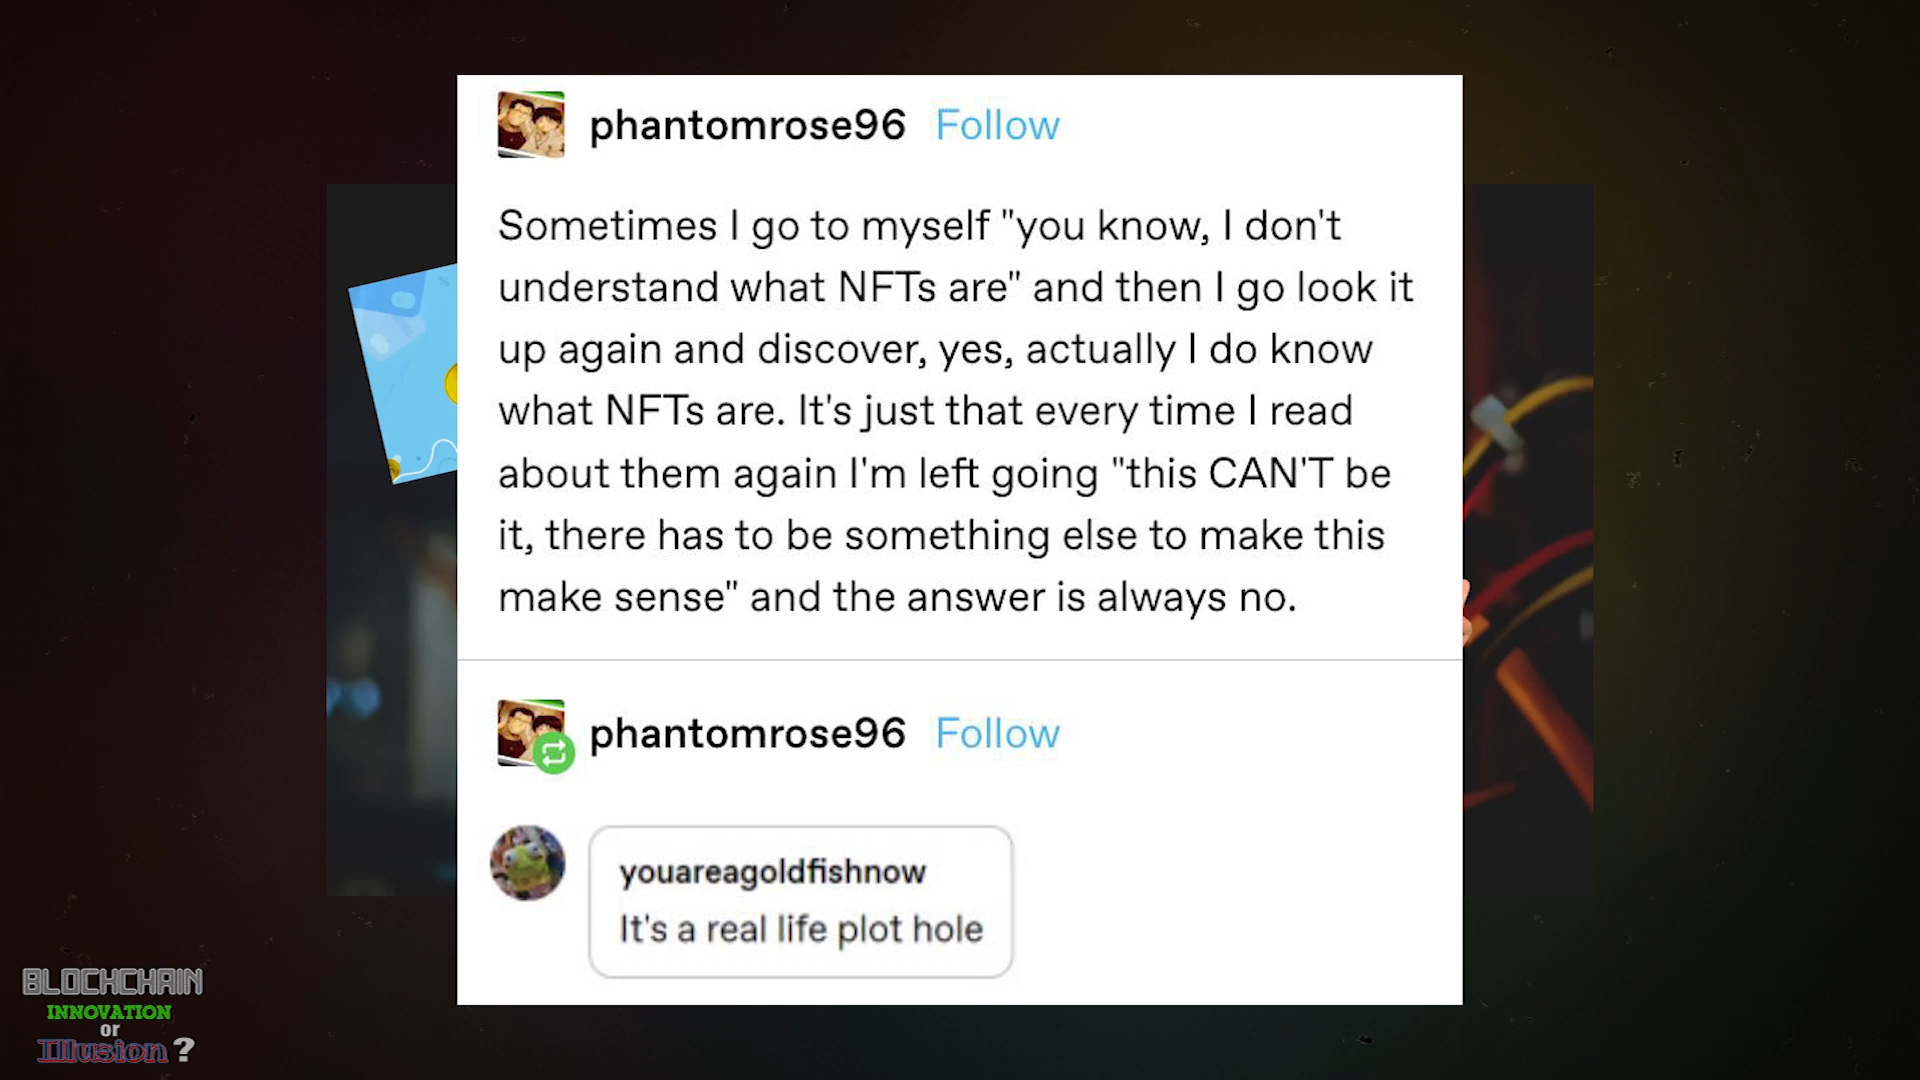 phantomrose96 Follow
Sometimes I go to myself "you know, I don't
understand what NFTs are" and then I go look it
up again and discover, yes, actually I do know
what NFTs are. It's just that every time I read
about them again I'm left going "this CAN'T be
it, there has to be something else to make this
make sense" and the answer is always no.
phantomrose96 Follow
youareagoldfishnow
It's a real life plot hole
BLOCKCHAIN
INNOVATION
or
Illusion?